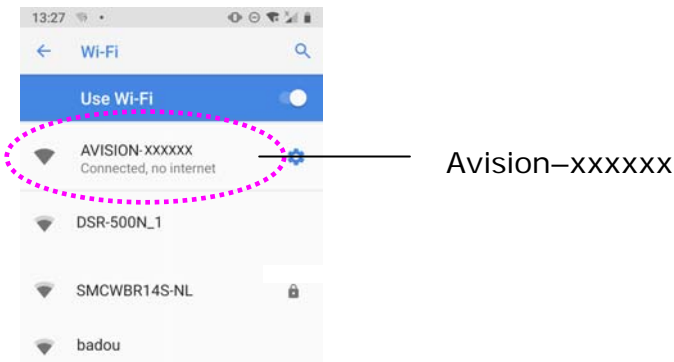 13:27
Wi-Fi
Use Wi-Fi
AVISION-XXXXXX
Connected, no internet
Avision–xxxxxx
DSR-500N_1
SMCWBR14S-NL
badou